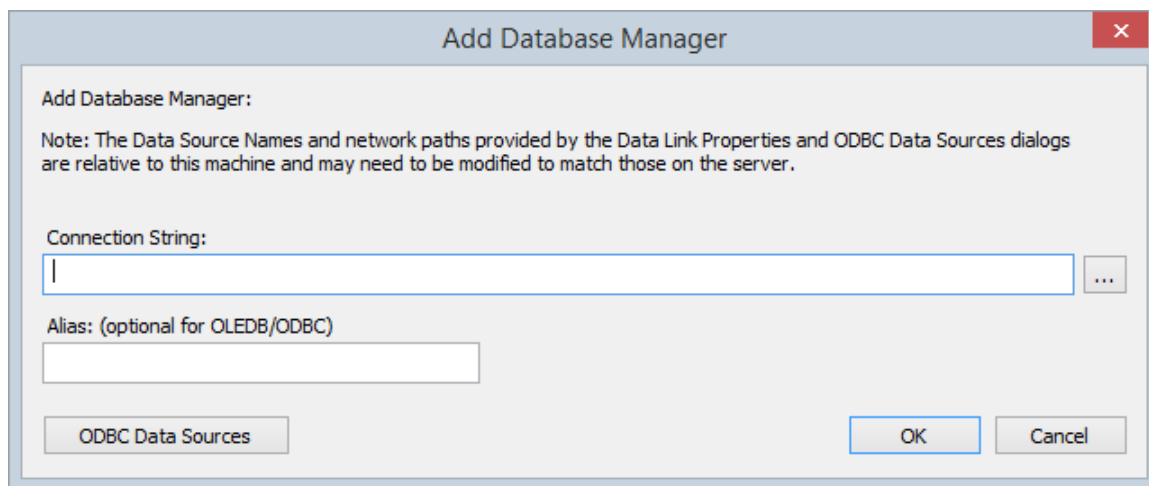 Add Database Manager
×
Add Database Manager:
Note: The Data Source Names and network paths provided by the Data Link Properties and ODBC Data Sources dialogs
are relative to this machine and may need to be modified to match those on the server.
Connection String:
...
Alias: (optional for OLEDB/ODBC)
ODBC Data Sources
OK
Cancel